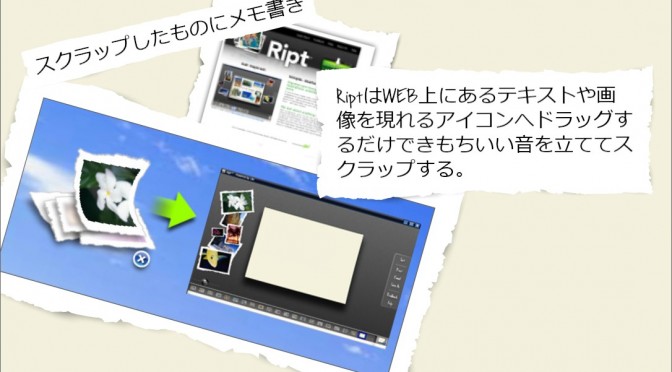 スクラップしたものにメモ書き
Ript
RiptはWEB上にあるテキストや画
像を現れるアイコンへドラッグす
るだけできもちいい音を立ててス
クラップする。